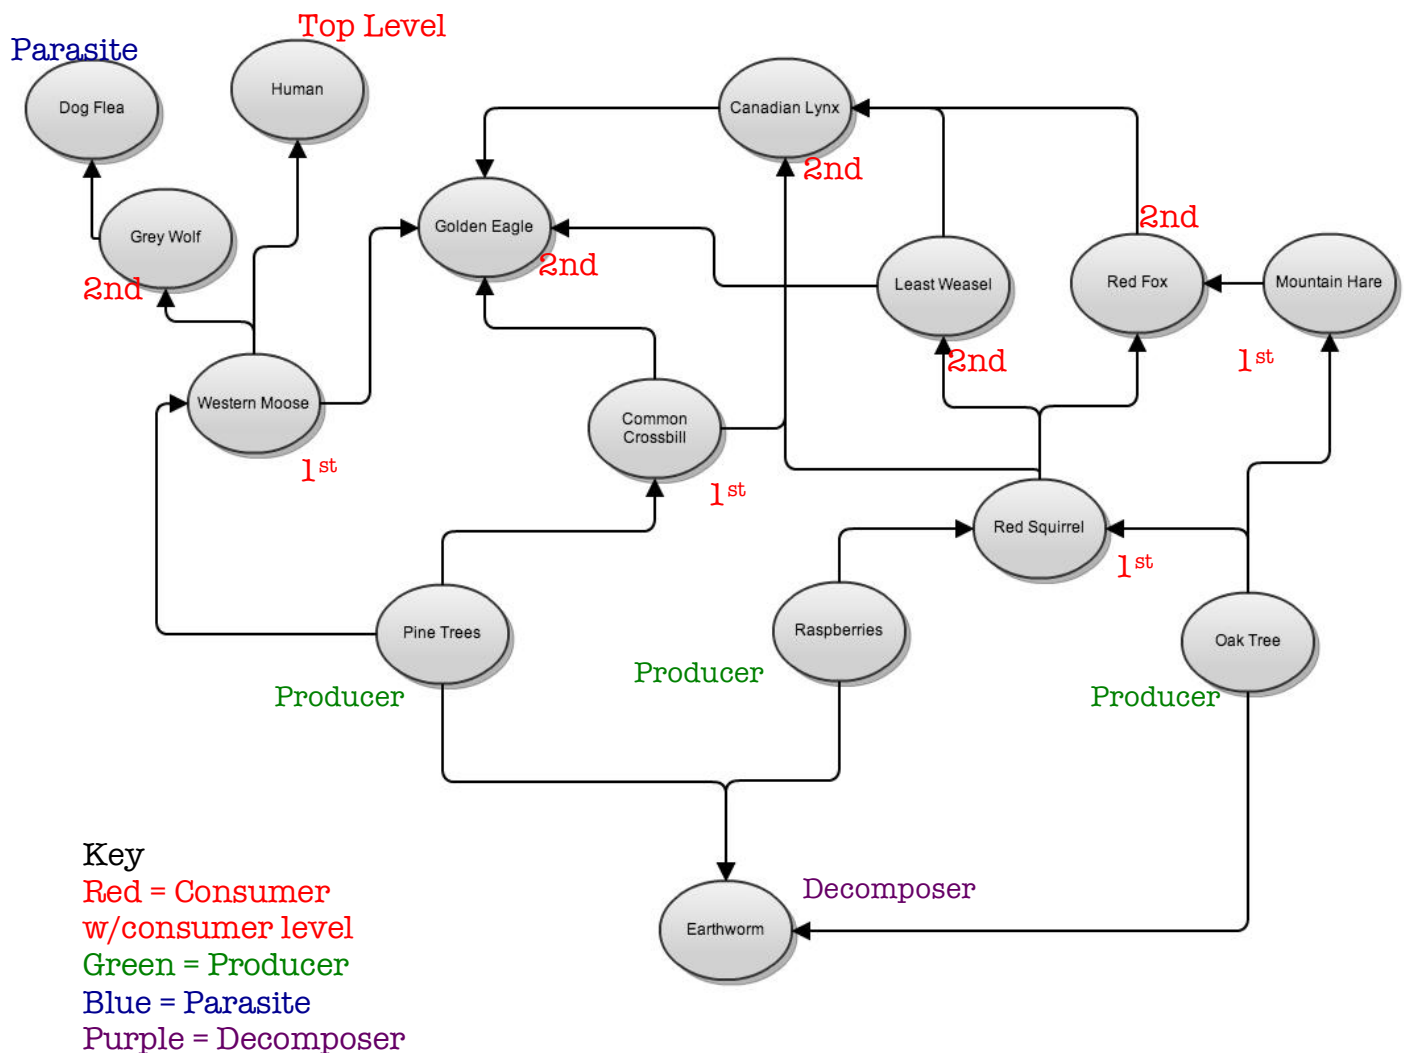 Top Level
Parasite
Dog Flea
Human
Canadian Lynx
2nd
2nd
Grey Wolf
Golden Eagle
2nd
2nd
Least Weasel
Red Fox
Mountain Hare
2nd
1st
Western Moose
Common
Crossbill
1st
1st
Red Squirrel
1st
Pine Trees
Raspberries
Oak Tree
Producer
Producer
Producer
Key
Red = Consumer
w/consumer level
Green = Producer
Blue = Parasite
Purple = Decomposer
Decomposer
Earthworm